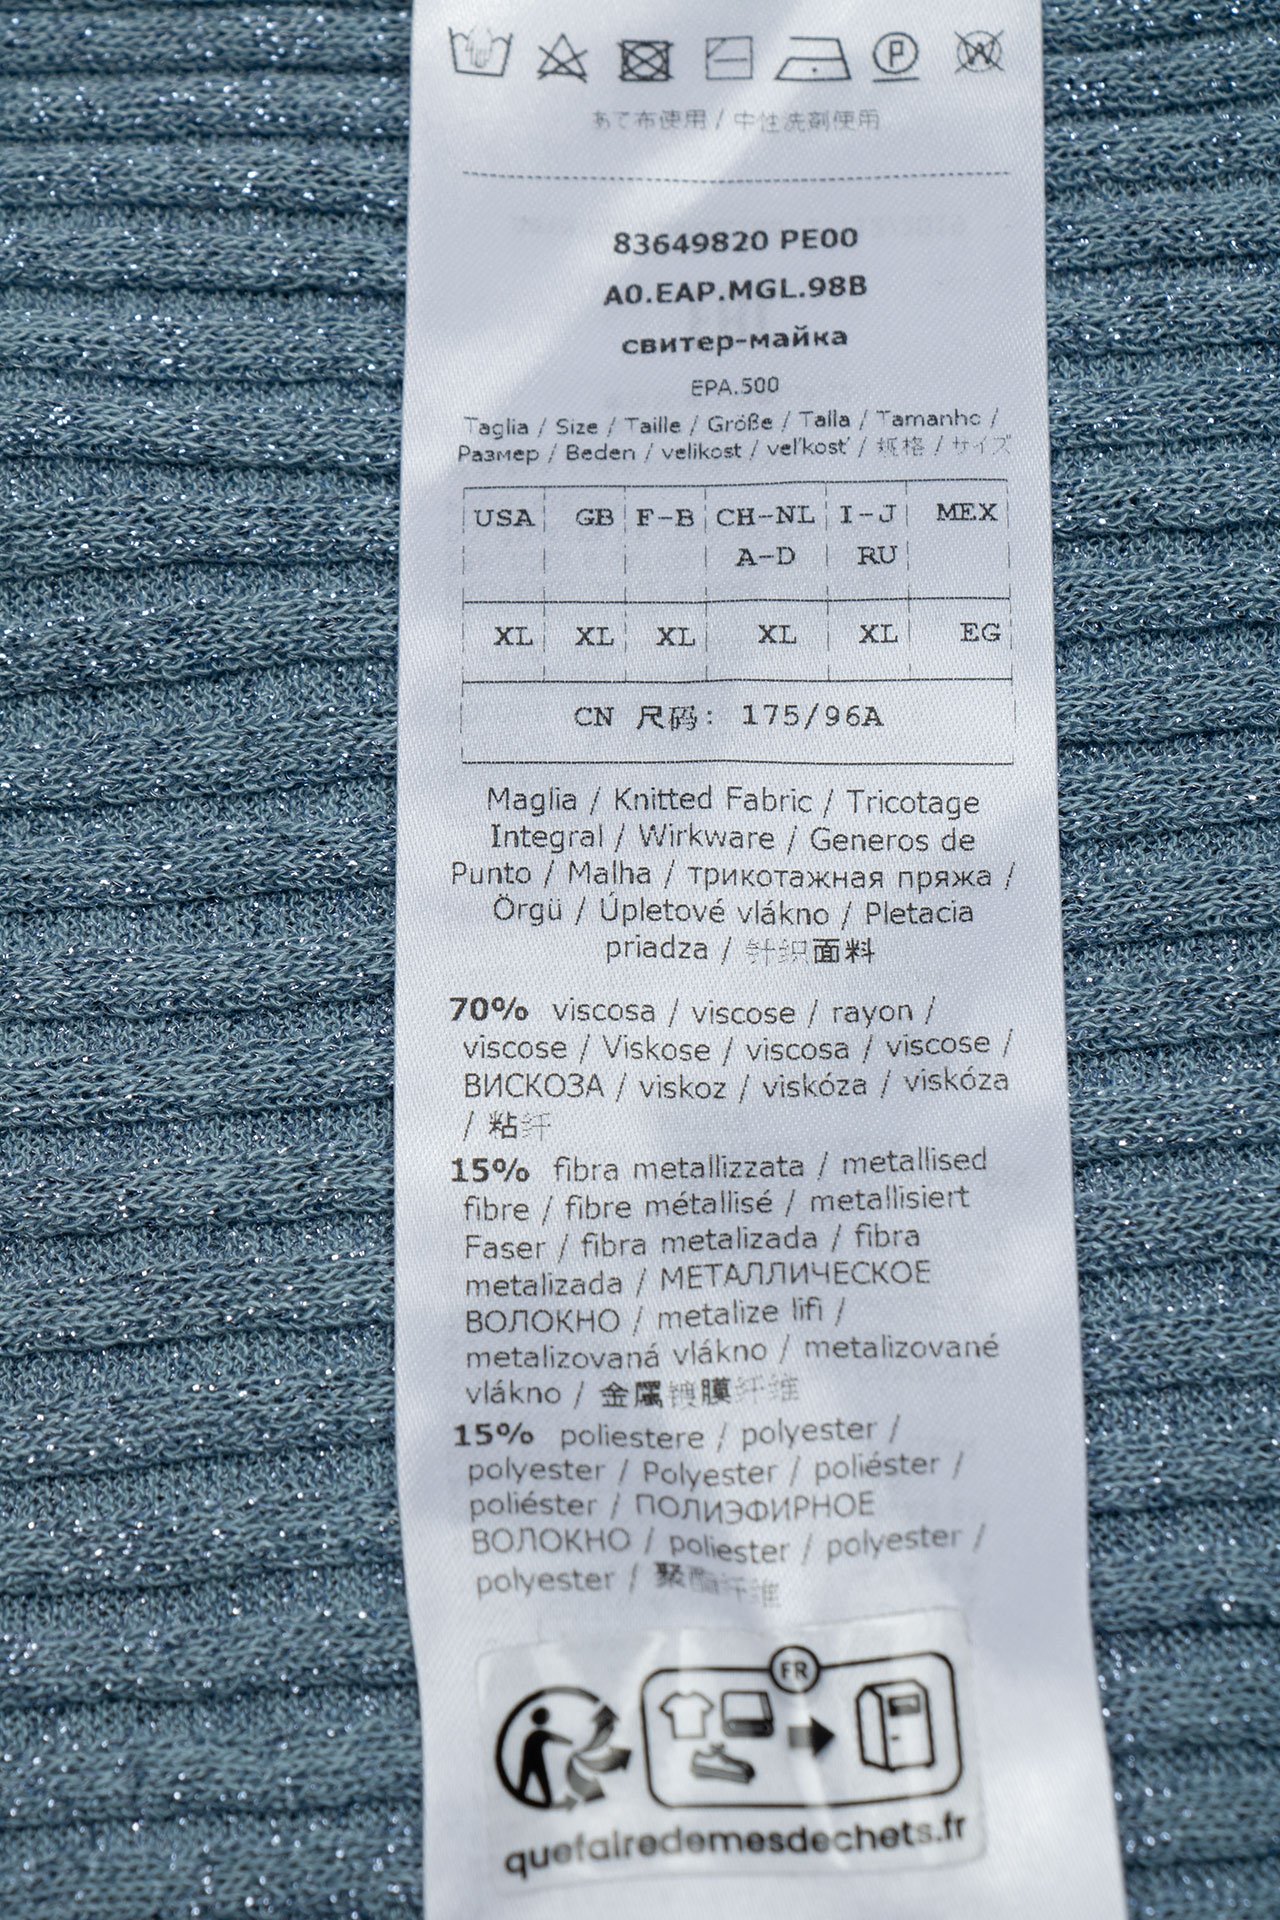 P
W
あて布使用 / 中性洗剤使用
83649820 PE00
A0.EAP.MGL.98B
свитер-майка
EPA.500
Taglia / Size / Taille / Größe / Talla / Tamanho /
Размер / Beden / velikost / veľkosť / 规格 / サイズ
USA GB F-B CH-NL I-J MEX
A-D RU
XL XL XL XL XL EG
CN 尺码: 175/96A
Maglia / Knitted Fabric / Tricotage
Integral / Wirkware / Generos de
Punto / Malha / трикотажная пряжа /
Örgü / Úpletové vlákno / Pletacia
priadza / 针织面料
70% viscosa / viscose / rayon /
viscose / Viskose / viscosa / viscose /
ВИСКОЗА / viskoz / viskóza / viskóza
/ 粘纤
15% fibra metallizzata / metallised
fibre / fibre métallisé / metallisiert
Faser / fibra metalizada / fibra
metalizada / МЕТАЛЛИЧЕСКОЕ
ВОЛОКНО / metalize lifi /
metalizovaná vlákno / metalizované
vlákno / 金属镀膜纤维
15% poliestere / polyester /
polyester / Polyester / poliéster /
poliéster / ПОЛИЭФИРНОЕ
ВОЛОКНО / poliester / polyester /
polyester / 聚酯纤维
FR
quefairedemesdechets.fr